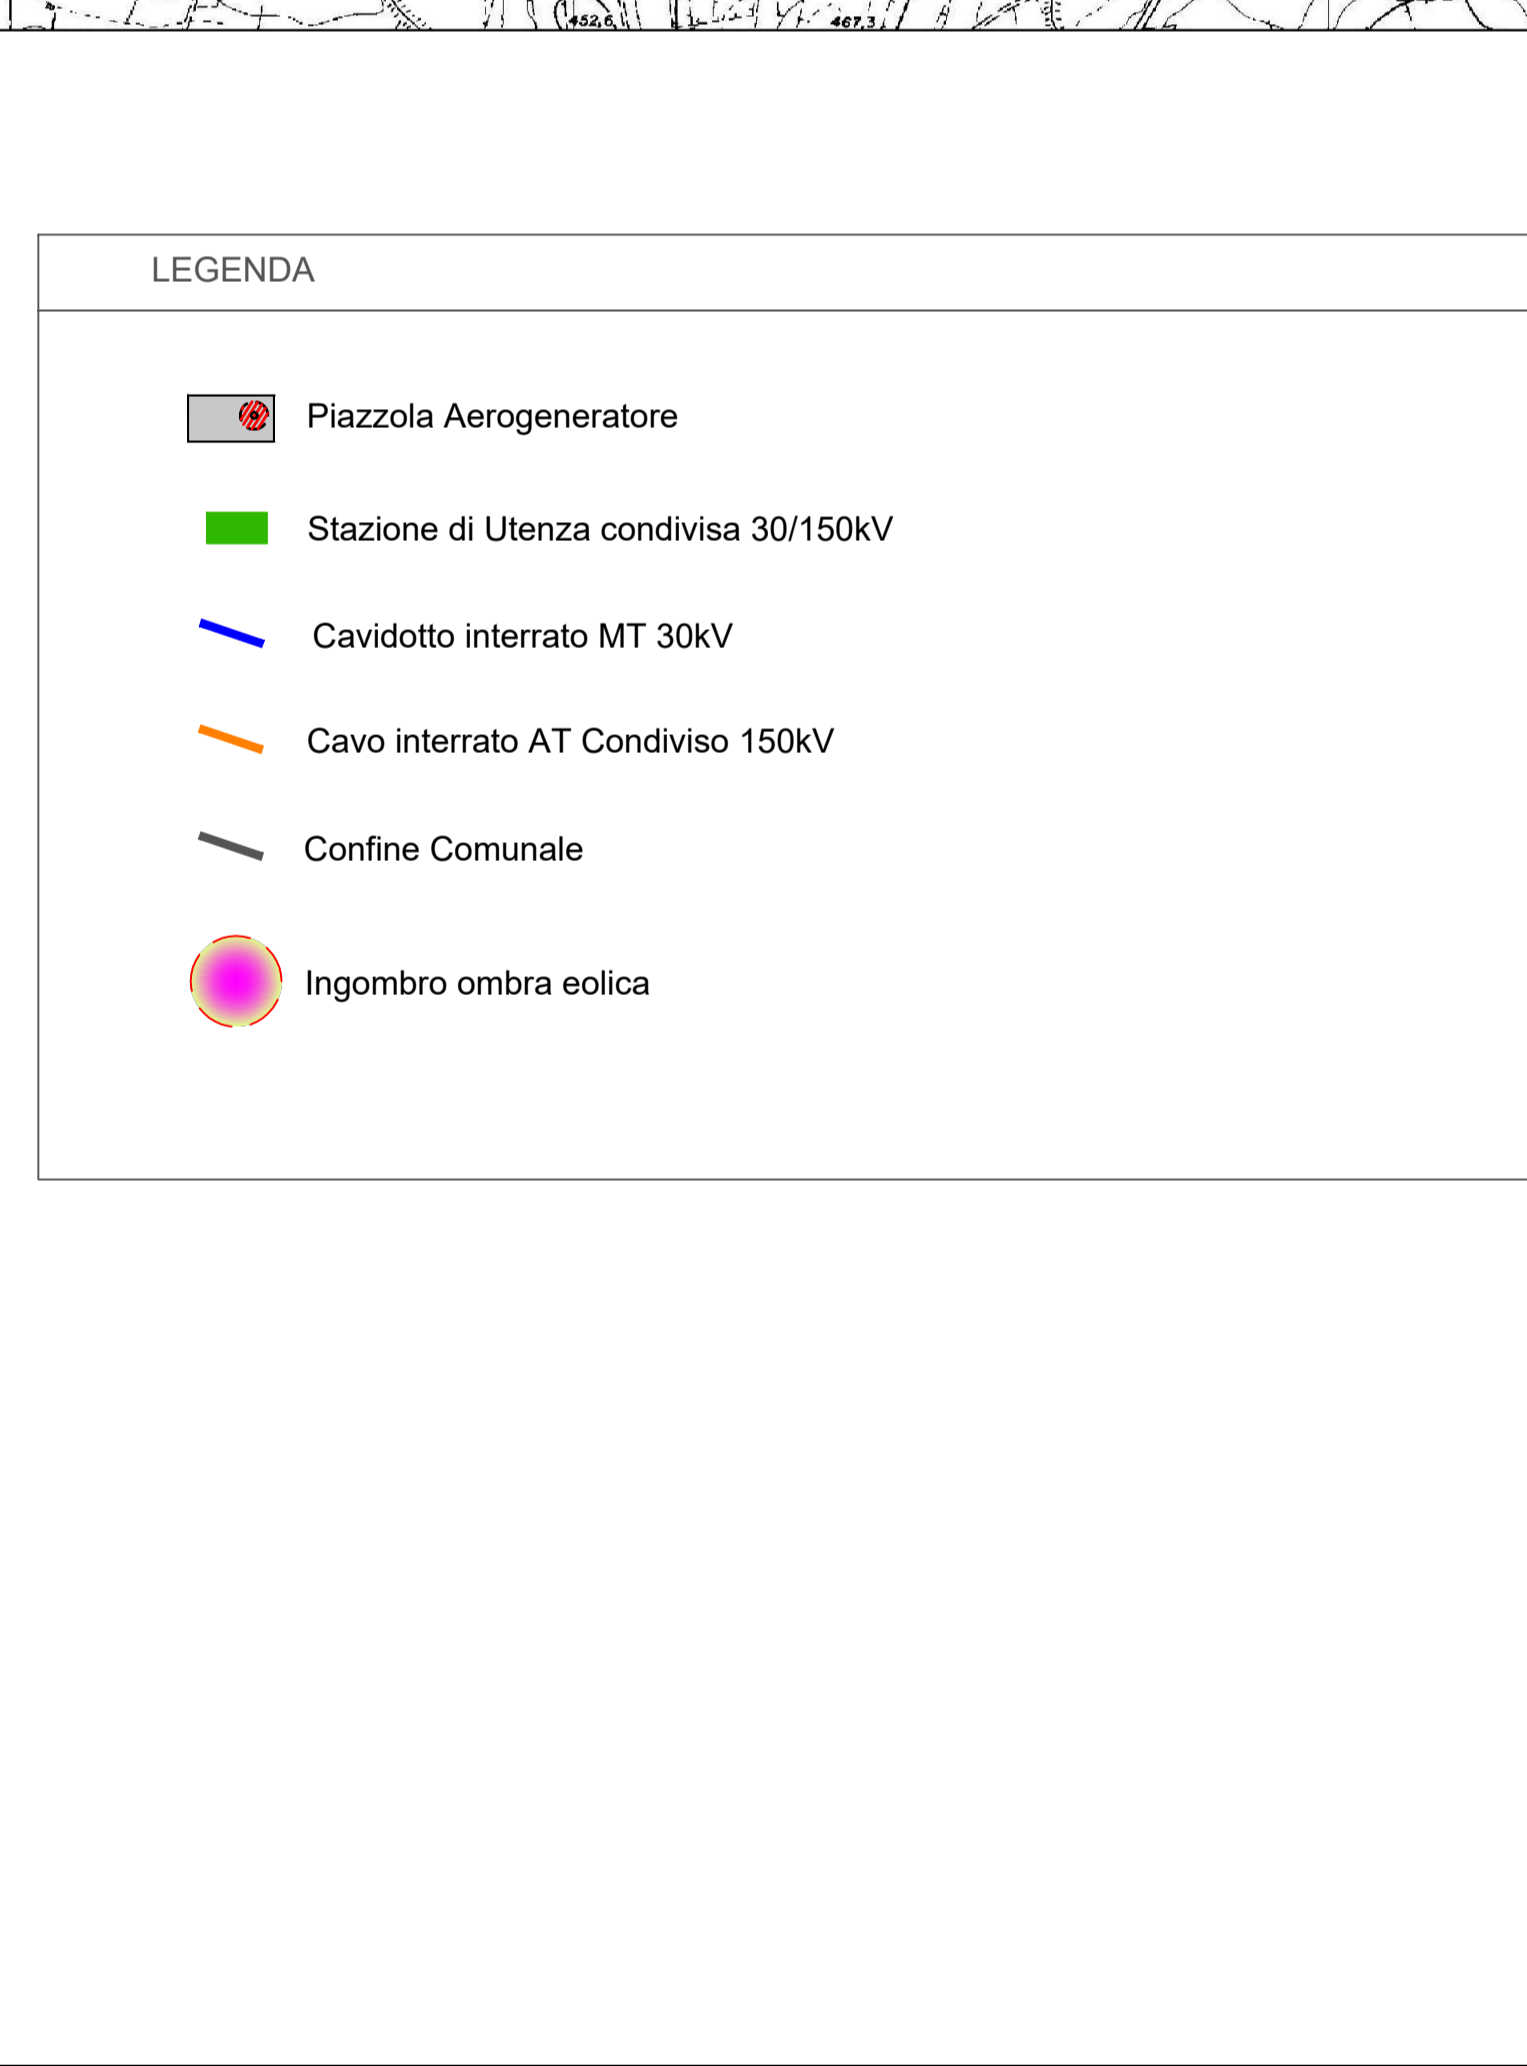 452,6
467,3
LEGENDA
Piazzola Aerogeneratore
Stazione di Utenza condivisa 30/150kV
Cavidotto interrato MT 30kV
Cavo interrato AT Condiviso 150kV
Confine Comunale
Ingombro ombra eolica